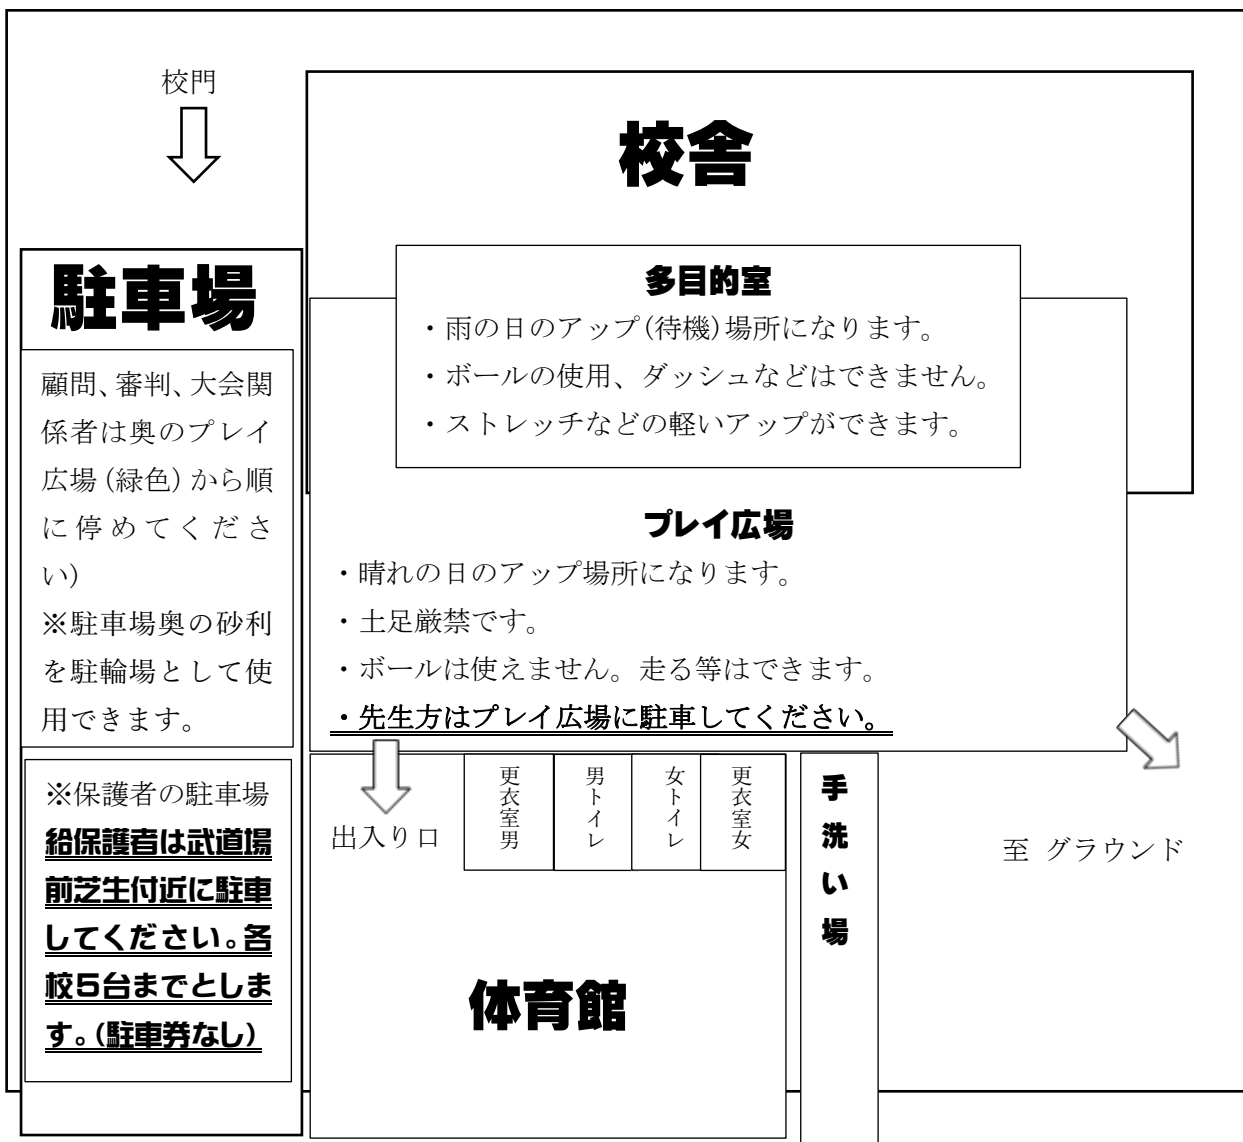 校門
校舎
駐車場
顧問、審判、大会関
係者は奥のプレイ
広場(緑色)から順
に停めてくださ
い)
※駐車場奥の砂利
を駐輪場として使
用できます。
※保護者の駐車場
給保護者は武道場
前芝生付近に駐車
してください。各
校5台までとしま
す。(駐車券なし)
多目的室
・雨の日のアップ(待機)場所になります。
・ボールの使用、ダッシュなどはできません。
・ストレッチなどの軽いアップができます。
プレイ広場
・晴れの日のアップ場所になります。
・土足厳禁です。
・ボールは使えません。走る等はできます。
・先生方はプレイ広場に駐車してください。
出入り口
更衣室男
男トイレ
女トイレ
更衣室女
手洗い場
至 グラウンド
体育館